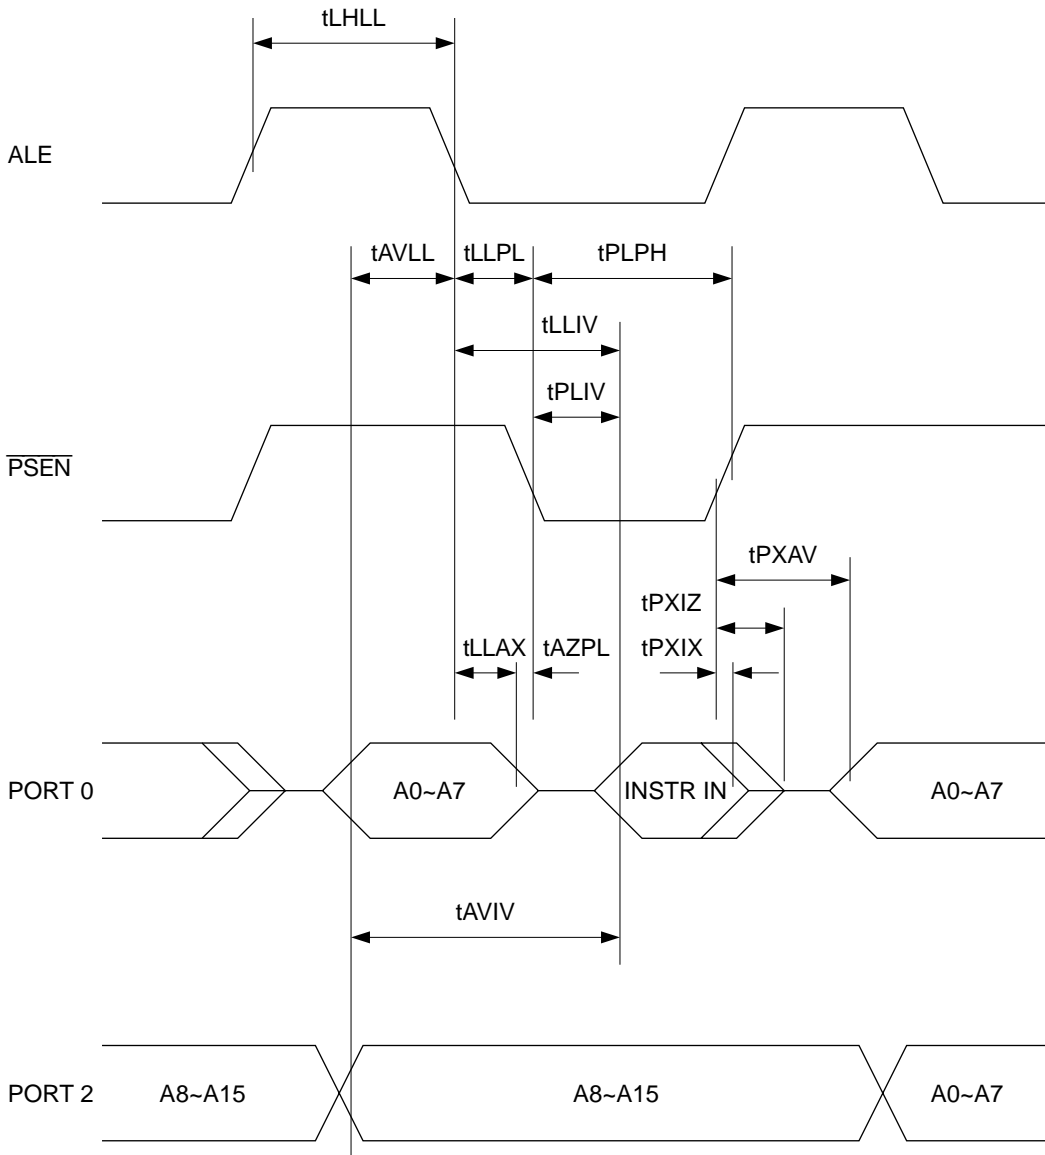 tLHLL
ALE
tAVLL tLLPL tPLPH
tLLIV
tPLIV
PSEN
tPXAV
tPXIZ
tLLAX tAZPL tPXIX
PORT 0 A0~A7 INSTR IN A0~A7
tAVIV
PORT 2 A8~A15 A8~A15 A0~A7